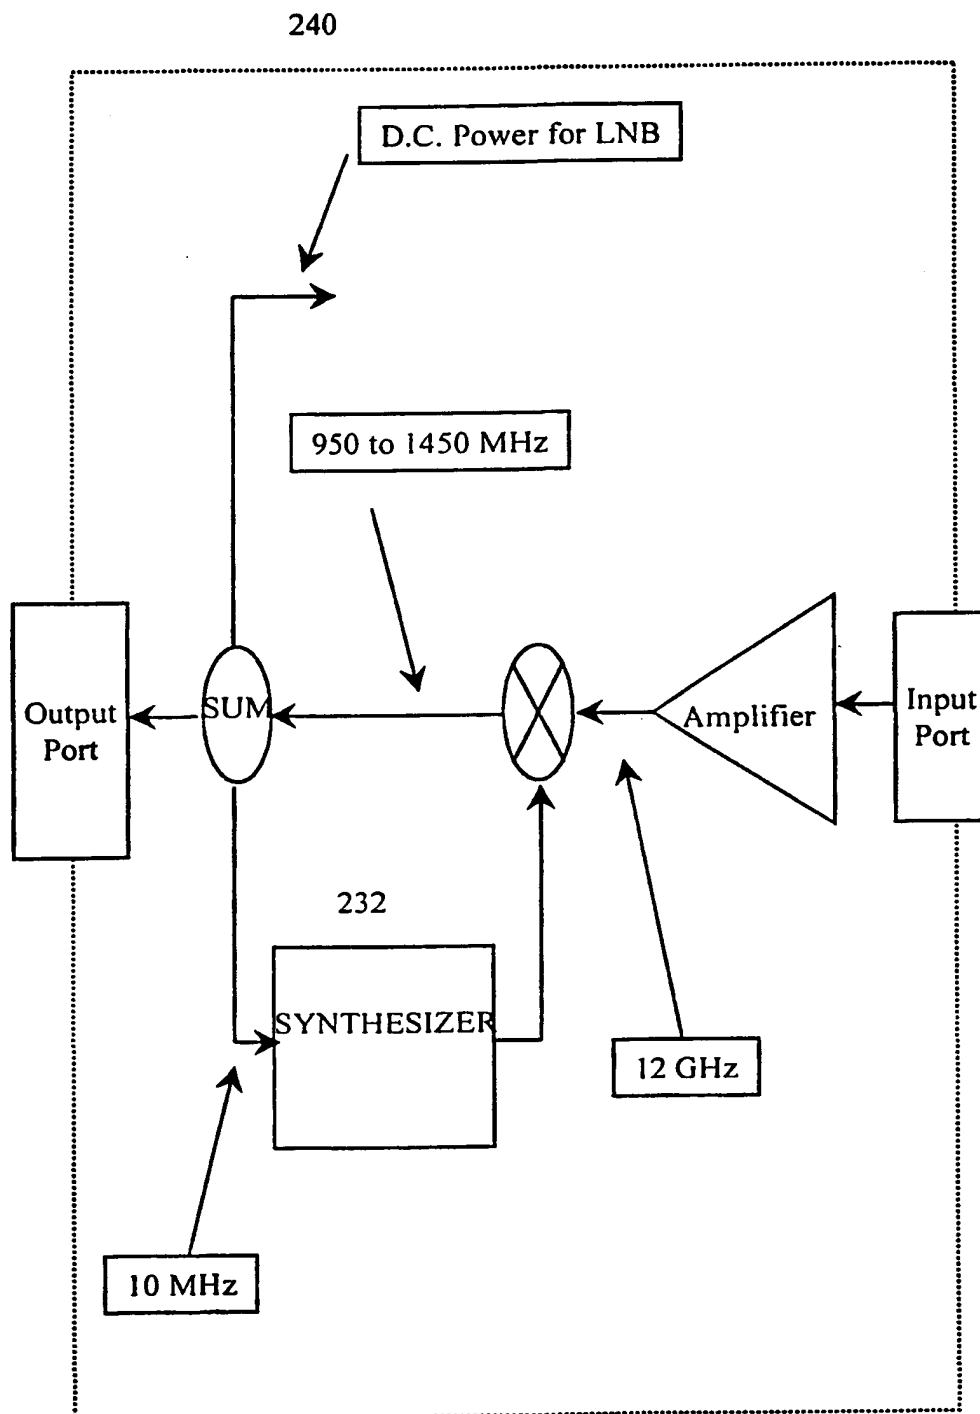 240
D.C. Power for LNB
950 to 1450 MHz
Output
Port
SUM
Amplifier
Input
Port
232
SYNTHESIZER
12 GHz
10 MHz